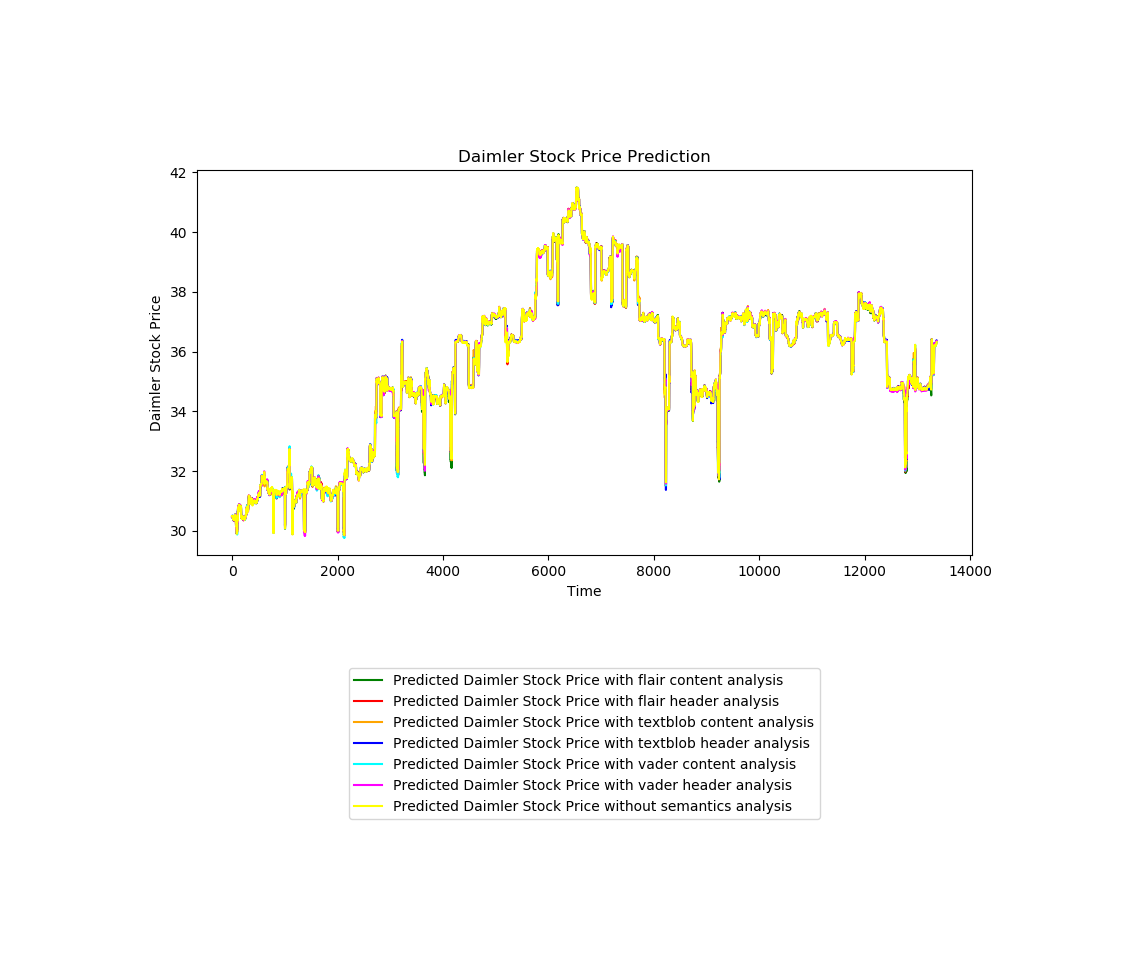 Daimler Stock Price Prediction
42
40
38
36
34
32
30
Daimler Stock Price
0 2000 4000 6000 8000 10000 12000 14000
Time
Predicted Daimler Stock Price with flair content analysis
Predicted Daimler Stock Price with flair header analysis
Predicted Daimler Stock Price with textblob content analysis
Predicted Daimler Stock Price with textblob header analysis
Predicted Daimler Stock Price with vader content analysis
Predicted Daimler Stock Price with vader header analysis
Predicted Daimler Stock Price without semantics analysis